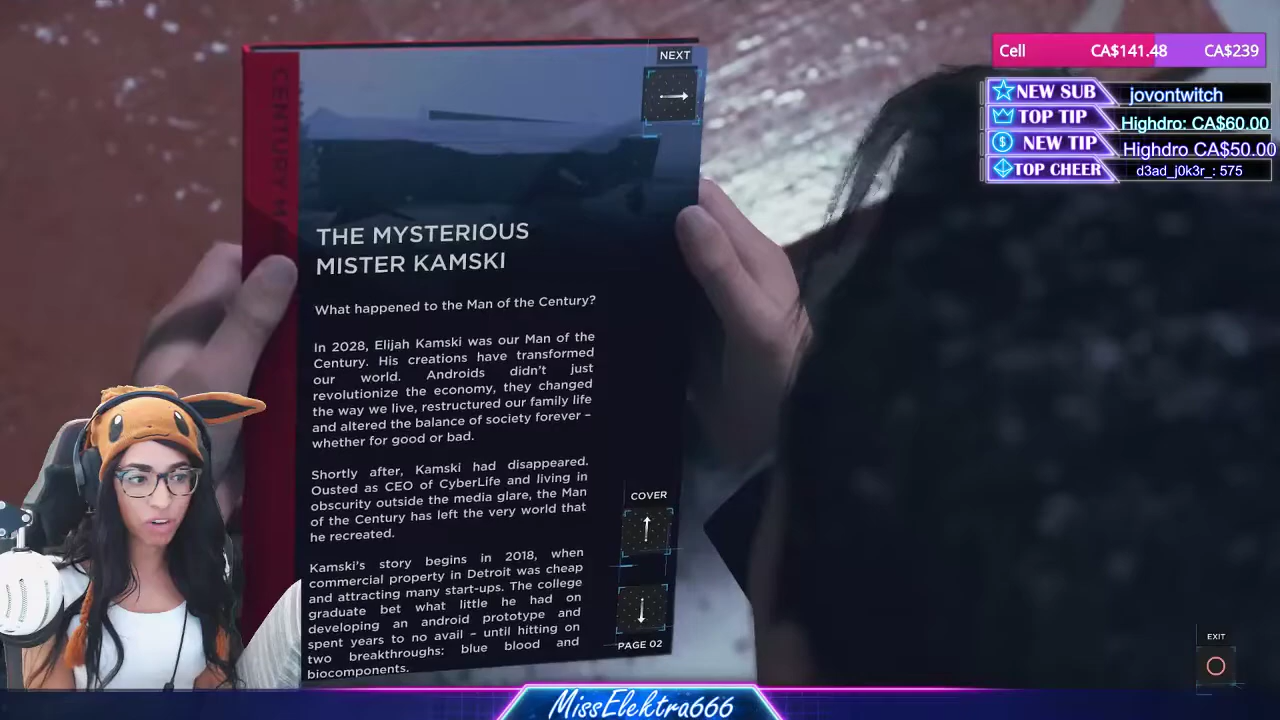 NEXT
THE MYSTERIOUS
MISTER KAMSKI
What happened to the Man of the Century?
In 2028, Elijah Kamski was our Man of the
Century. His creations have transformed
our world. Androids didn't just
revolutionize the economy, they changed
the way we live, restructured our family life
and altered the balance of society forever –
whether for good or bad.
Shortly after, Kamski had disappeared.
Ousted as CEO of CyberLife and living in
obscurity outside the media glare, the Man
of the Century has left the very world that
he recreated.
Kamski's story begins in 2018, when
commercial property in Detroit was cheap
and attracting many start-ups. The college
graduate bet what little he had on
developing an android prototype and
spent years to no avail – until hitting on
two breakthroughs: blue blood and
biocomponents.
COVER
PAGE 02
CENTURY
Cell CA$141.48 CA$239
NEW SUB jovontwitch
TOP TIP Highdro: CA$60.00
NEW TIP Highdro CA$50.00
TOP CHEER d3ad_j0k3r_: 575
EXIT
MissElektra666